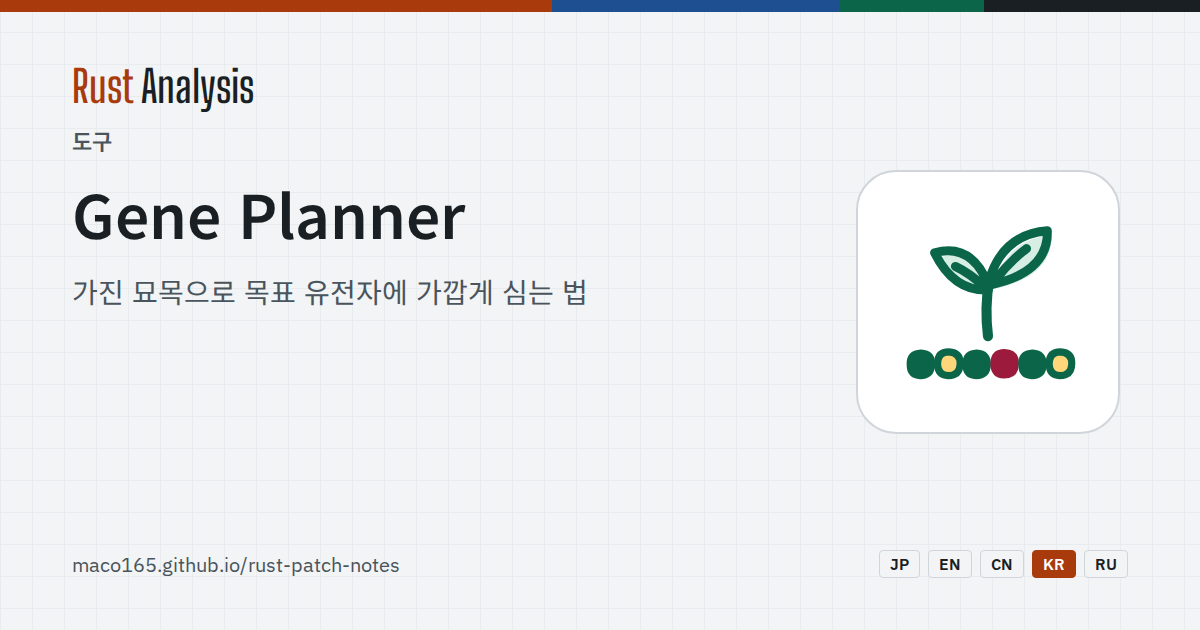 Rust Analysis
도구
Gene Planner
가진 묘목으로 목표 유전자에 가깝게 심는 법
maco165.github.io/rust-patch-notes
JP EN CN KR RU